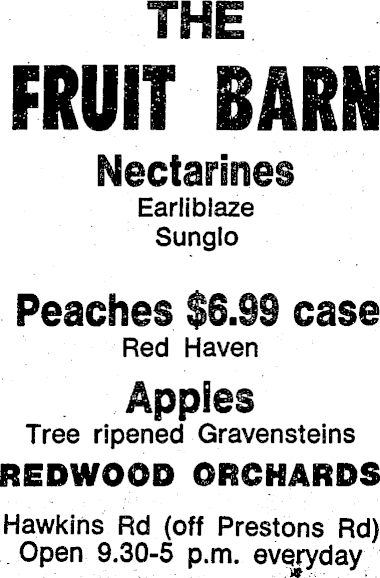 THE
FRUIT BARN
Nectarines
Earliblaze
Sunglo
Peaches $6.99 case
Red Haven
Apples
Tree ripened Gravensteins
REDWOOD ORCHARDS
Hawkins Rd (off Prestons Rd)
Open 9.30-5 p.m. everyday